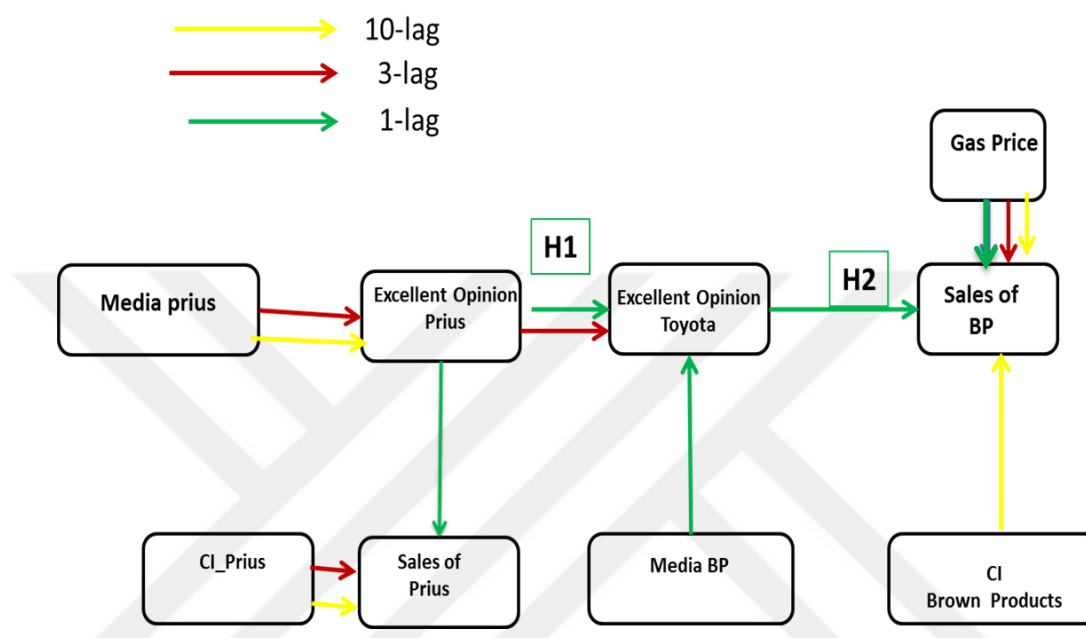 10-lag
3-lag
1-lag
Gas Price
H1
H2
Media prius
Excellent Opinion
Prius
Excellent Opinion
Toyota
Sales of
BP
CI_Prius
Sales of
Prius
Media BP
CI
Brown Products